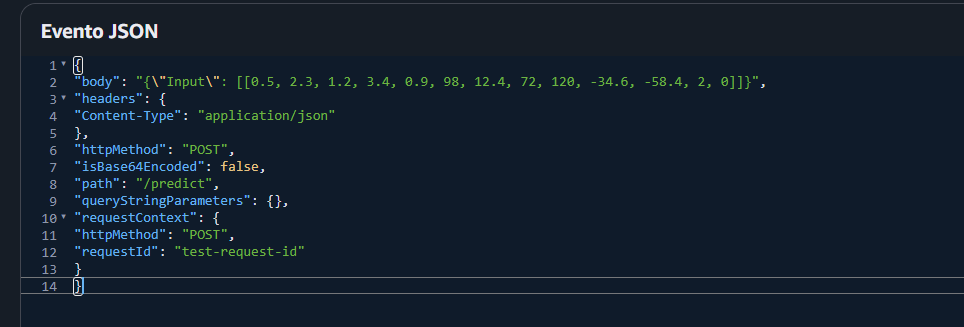 Evento JSON
1 {
2 "body": "{\"Input\": [[0.5, 2.3, 1.2, 3.4, 0.9, 98, 12.4, 72, 120, -34.6, -58.4, 2, 0]]}",
3 "headers": {
4 "Content-Type": "application/json"
5 },
6 "httpMethod": "POST",
7 "isBase64Encoded": false,
8 "path": "/predict",
9 "queryStringParameters": {},
10 "requestContext": {
11 "httpMethod": "POST",
12 "requestId": "test-request-id"
13 }
14 }